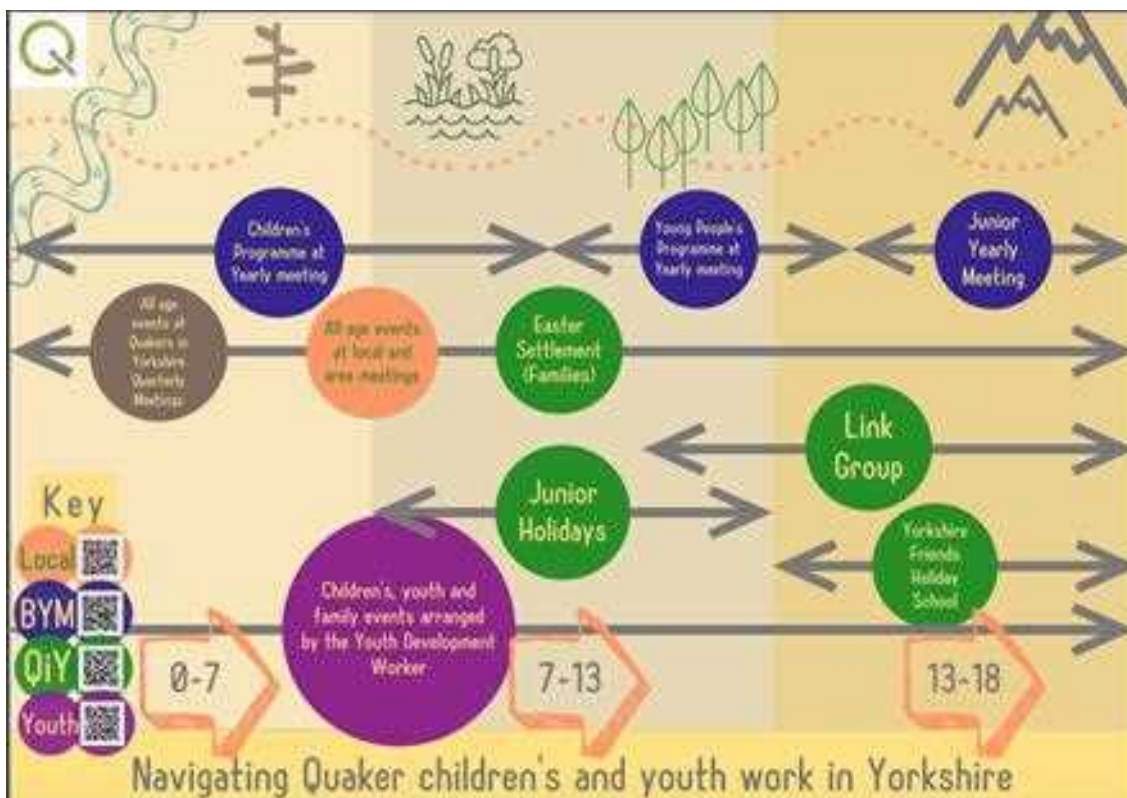 Q
Children's
Programme at
Yearly meeting
Young People's
Programme at
Yearly meeting
Junior
Yearly
Meeting
All age
events at
Quakers in
Yorkshire
Quarterly
Meetings
All age events
at local and
area meetings
Easter
Settlement
(Families)
Link
Group
Junior
Holidays
Yorkshire
Friends
Holiday
School
Children's, youth and
family events arranged
by the Youth Development
Worker
Key
Local
BYM
QiY
Youth
0-7
7-13
13-18
Navigating Quaker children's and youth work in Yorkshire